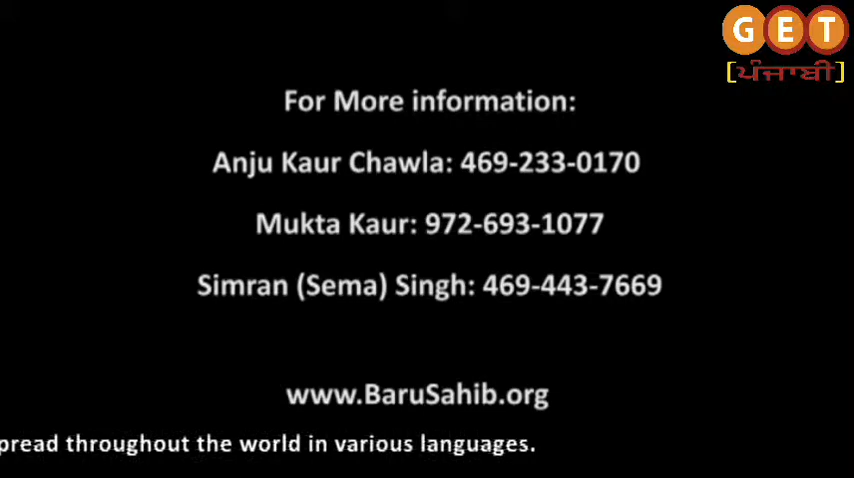 GET
[ਪੰਜਾਬੀ]
For More information:
Anju Kaur Chawla: 469-233-0170
Mukta Kaur: 972-693-1077
Simran (Sema) Singh: 469-443-7669
www.BaruSahib.org
pread throughout the world in various languages.